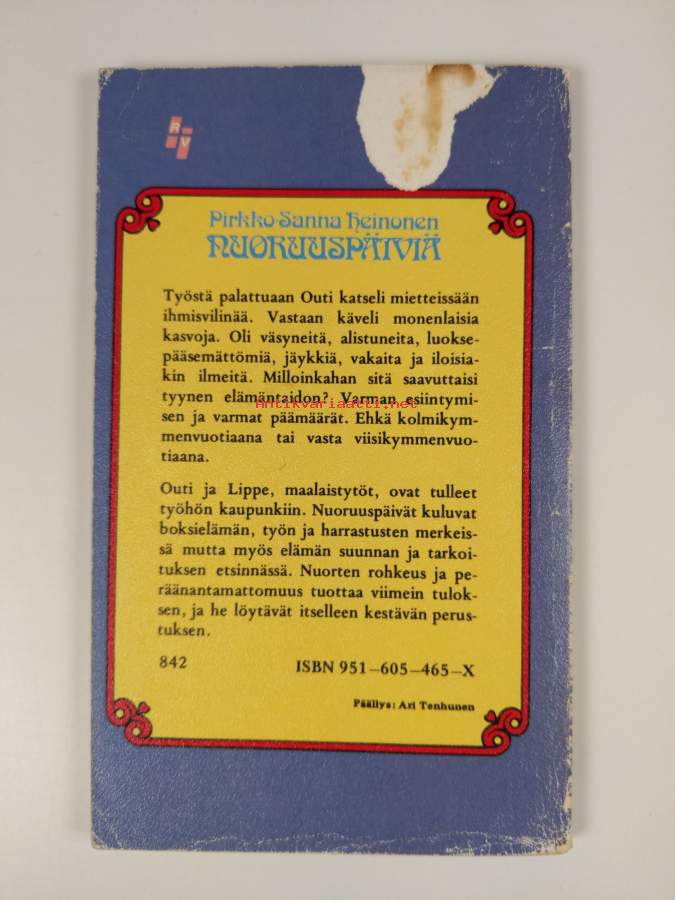 RV
Pirkko-Sanna Heinonen
NUORUUSPÄIVIÄ
Työstä palattuaan Outi katseli mietteissään
ihmisvilinää. Vastaan käveli monenlaisia
kasvoja. Oli väsyneitä, alistuneita, luokse-
pääsemättömiä, jäykkiä, vakaita ja iloisia-
kin ilmeitä. Milloinkahan sitä saavuttaisi
tyynen elämäntaidon? Varman esiintymi-
Antikvariaatti.net
sen ja varmat päämäärät. Ehkä kolmikym-
menvuotiaana tai vasta viisikymmenvuo-
tiaana.
Outi ja Lippe, maalaistytöt, ovat tulleet
työhön kaupunkiin. Nuoruuspäivät kuluvat
boksielämän, työn ja harrastusten merkeis-
sä mutta myös elämän suunnan ja tarkoi-
tuksen etsinnässä. Nuorten rohkeus ja pe-
räänantamattomuus tuottaa viimein tulok-
sen, ja he löytävät itselleen kestävän perus-
tuksen.
842 ISBN 951-605-465-X
Päällys: Ari Tenhunen